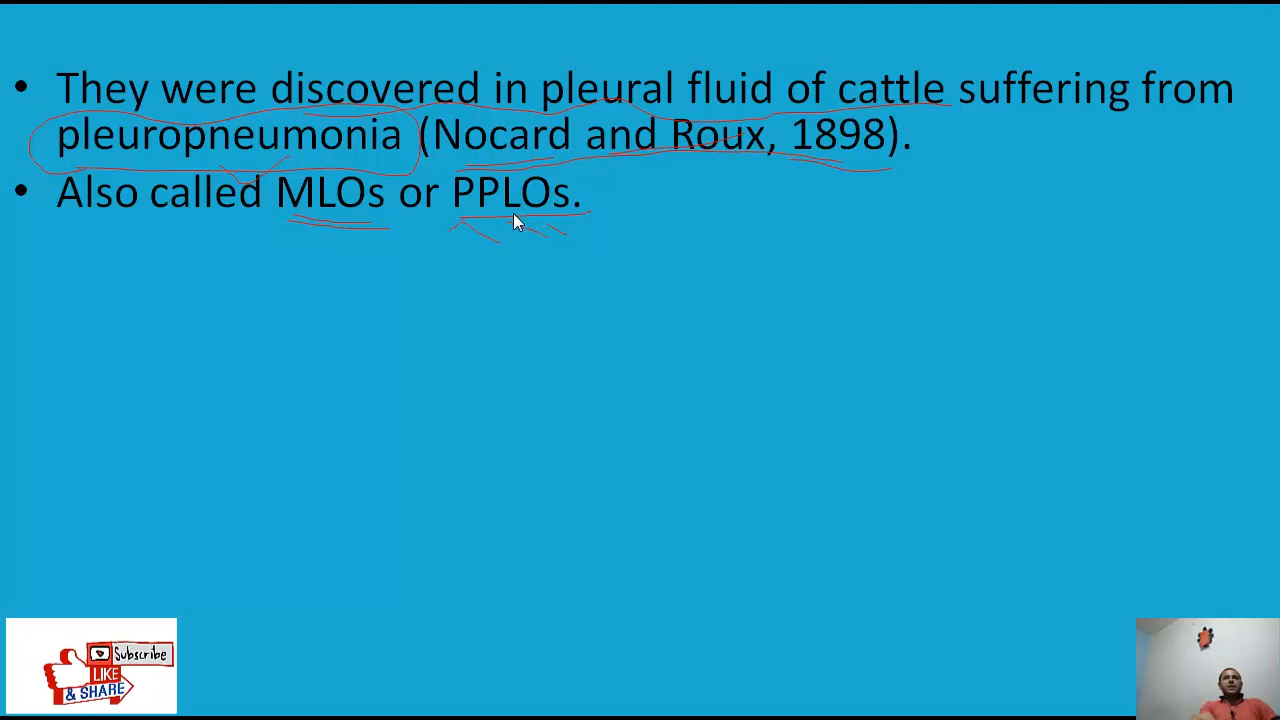 • They were discovered in pleural fluid of cattle suffering from
pleuropneumonia (Nocard and Roux, 1898).
• Also called MLOs or PPLOs.
Subscribe
LIKE
& SHARE